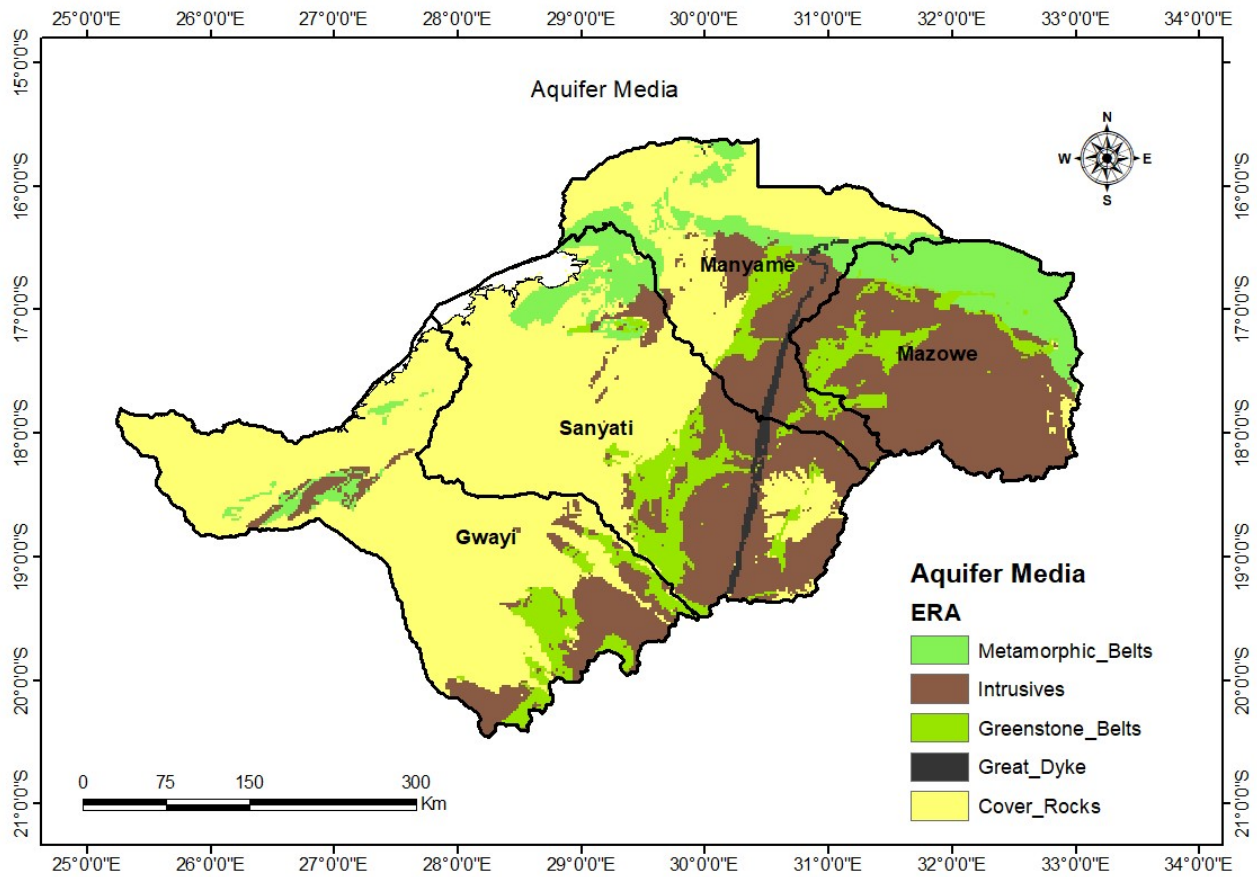 25°0'0"E 26°0'0"E 27°0'0"E 28°0'0"E 29°0'0"E 30°0'0"E 31°0'0"E 32°0'0"E 33°0'0"E 34°0'0"E
15°0'0"S
16°0'0"S 16°0'0"S
17°0'0"S 17°0'0"S
18°0'0"S 18°0'0"S
19°0'0"S 19°0'0"S
20°0'0"S 20°0'0"S
21°0'0"S 21°0'0"S
Aquifer Media
N
W E
S
Manyame
Mazowe
Sanyati
Gwayi
Aquifer Media
ERA
Metamorphic_Belts
Intrusives
Greenstone_Belts
Great_Dyke
Cover_Rocks
0 75 150 300
Km
25°0'0"E 26°0'0"E 27°0'0"E 28°0'0"E 29°0'0"E 30°0'0"E 31°0'0"E 32°0'0"E 33°0'0"E 34°0'0"E